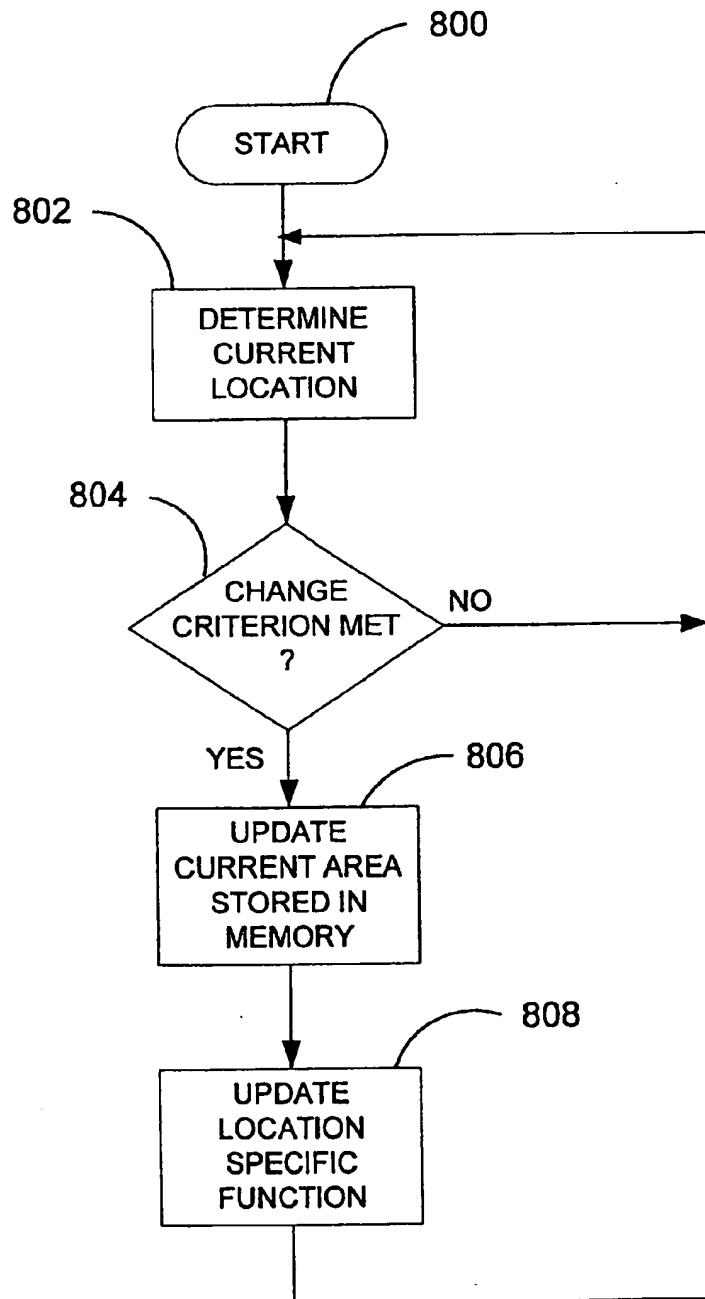 800
START
802
DETERMINE
CURRENT
LOCATION
804
CHANGE
CRITERION MET
?
NO
YES
806
UPDATE
CURRENT AREA
STORED IN
MEMORY
808
UPDATE
LOCATION
SPECIFIC
FUNCTION